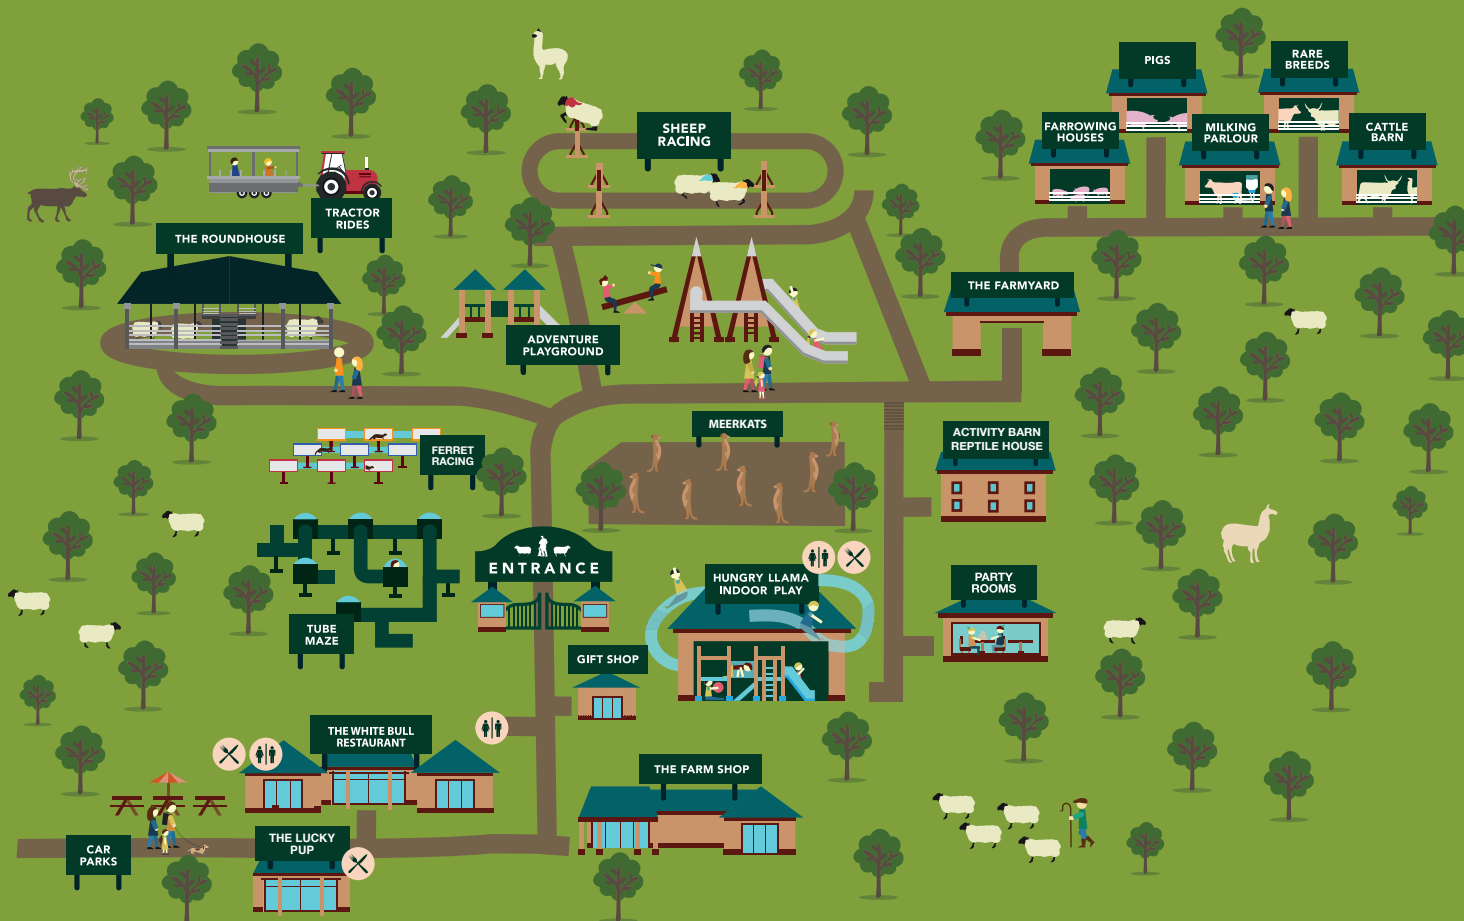 PIGS
RARE
BREEDS
FARROWING
HOUSES
MILKING
PARLOUR
CATTLE
BARN
SHEEP
RACING
TRACTOR
RIDES
THE ROUNDHOUSE
THE FARMYARD
ADVENTURE
PLAYGROUND
MEERKATS
FERRET
RACING
ACTIVITY BARN
REPTILE HOUSE
ENTRANCE
HUNGRY LLAMA
INDOOR PLAY
PARTY
ROOMS
TUBE
MAZE
GIFT SHOP
THE WHITE BULL
RESTAURANT
THE FARM SHOP
THE LUCKY
PUP
CAR
PARKS